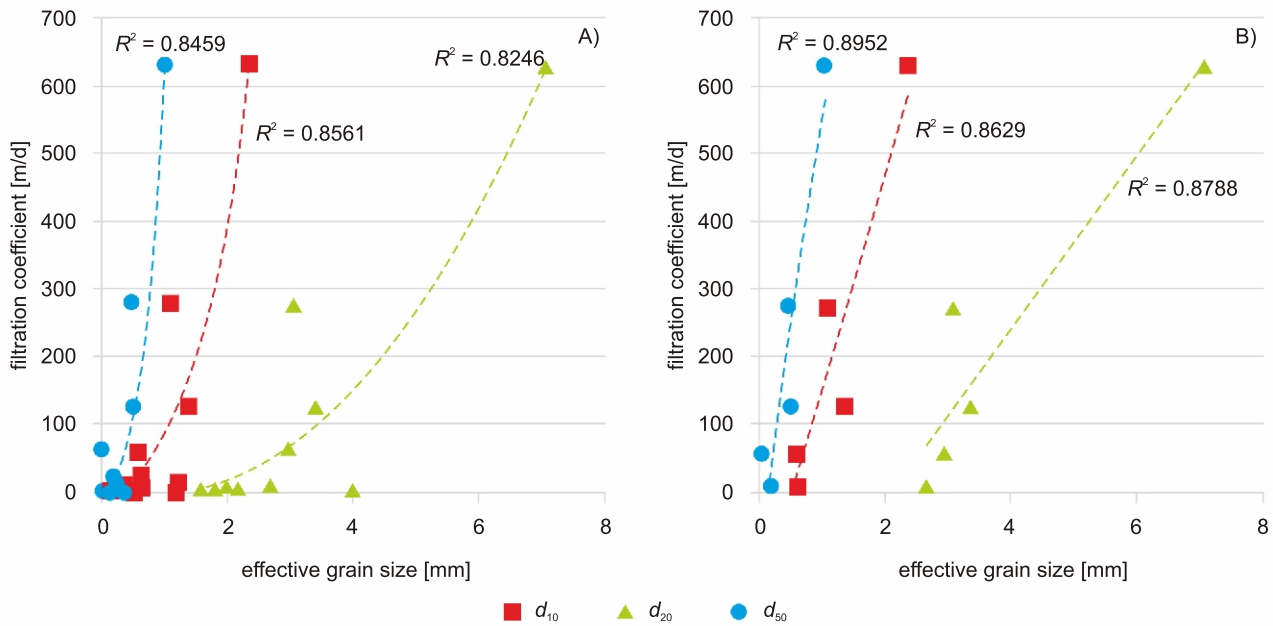 A)
R² = 0.8459
R² = 0.8561
R² = 0.8246
filtration coefficient [m/d]
700
600
500
400
300
200
100
0
0 2 4 6 8
effective grain size [mm]
B)
R² = 0.8952
R² = 0.8629
R² = 0.8788
filtration coefficient [m/d]
700
600
500
400
300
200
100
0
0 2 4 6 8
effective grain size [mm]
d₁₀ d₂₀ d₅₀